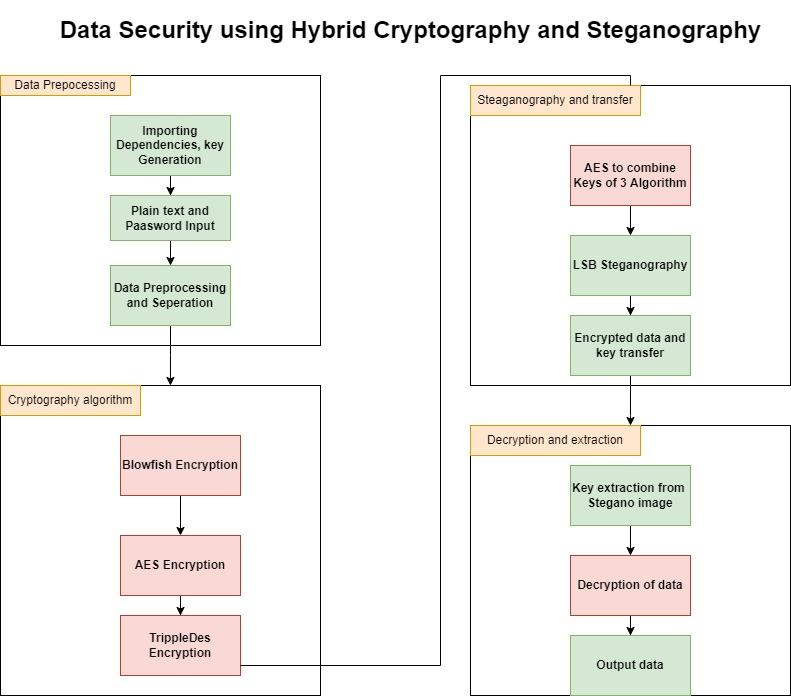 Data Security using Hybrid Cryptography and Steganography
Data Prepocessing
Importing
Dependencies, key
Generation
Plain text and
Paasword Input
Data Preprocessing
and Seperation
Cryptography algorithm
Blowfish Encryption
AES Encryption
TrippleDes
Encryption
Steaganography and transfer
AES to combine
Keys of 3 Algorithm
LSB Steganography
Encrypted data and
key transfer
Decryption and extraction
Key extraction from
Stegano image
Decryption of data
Output data